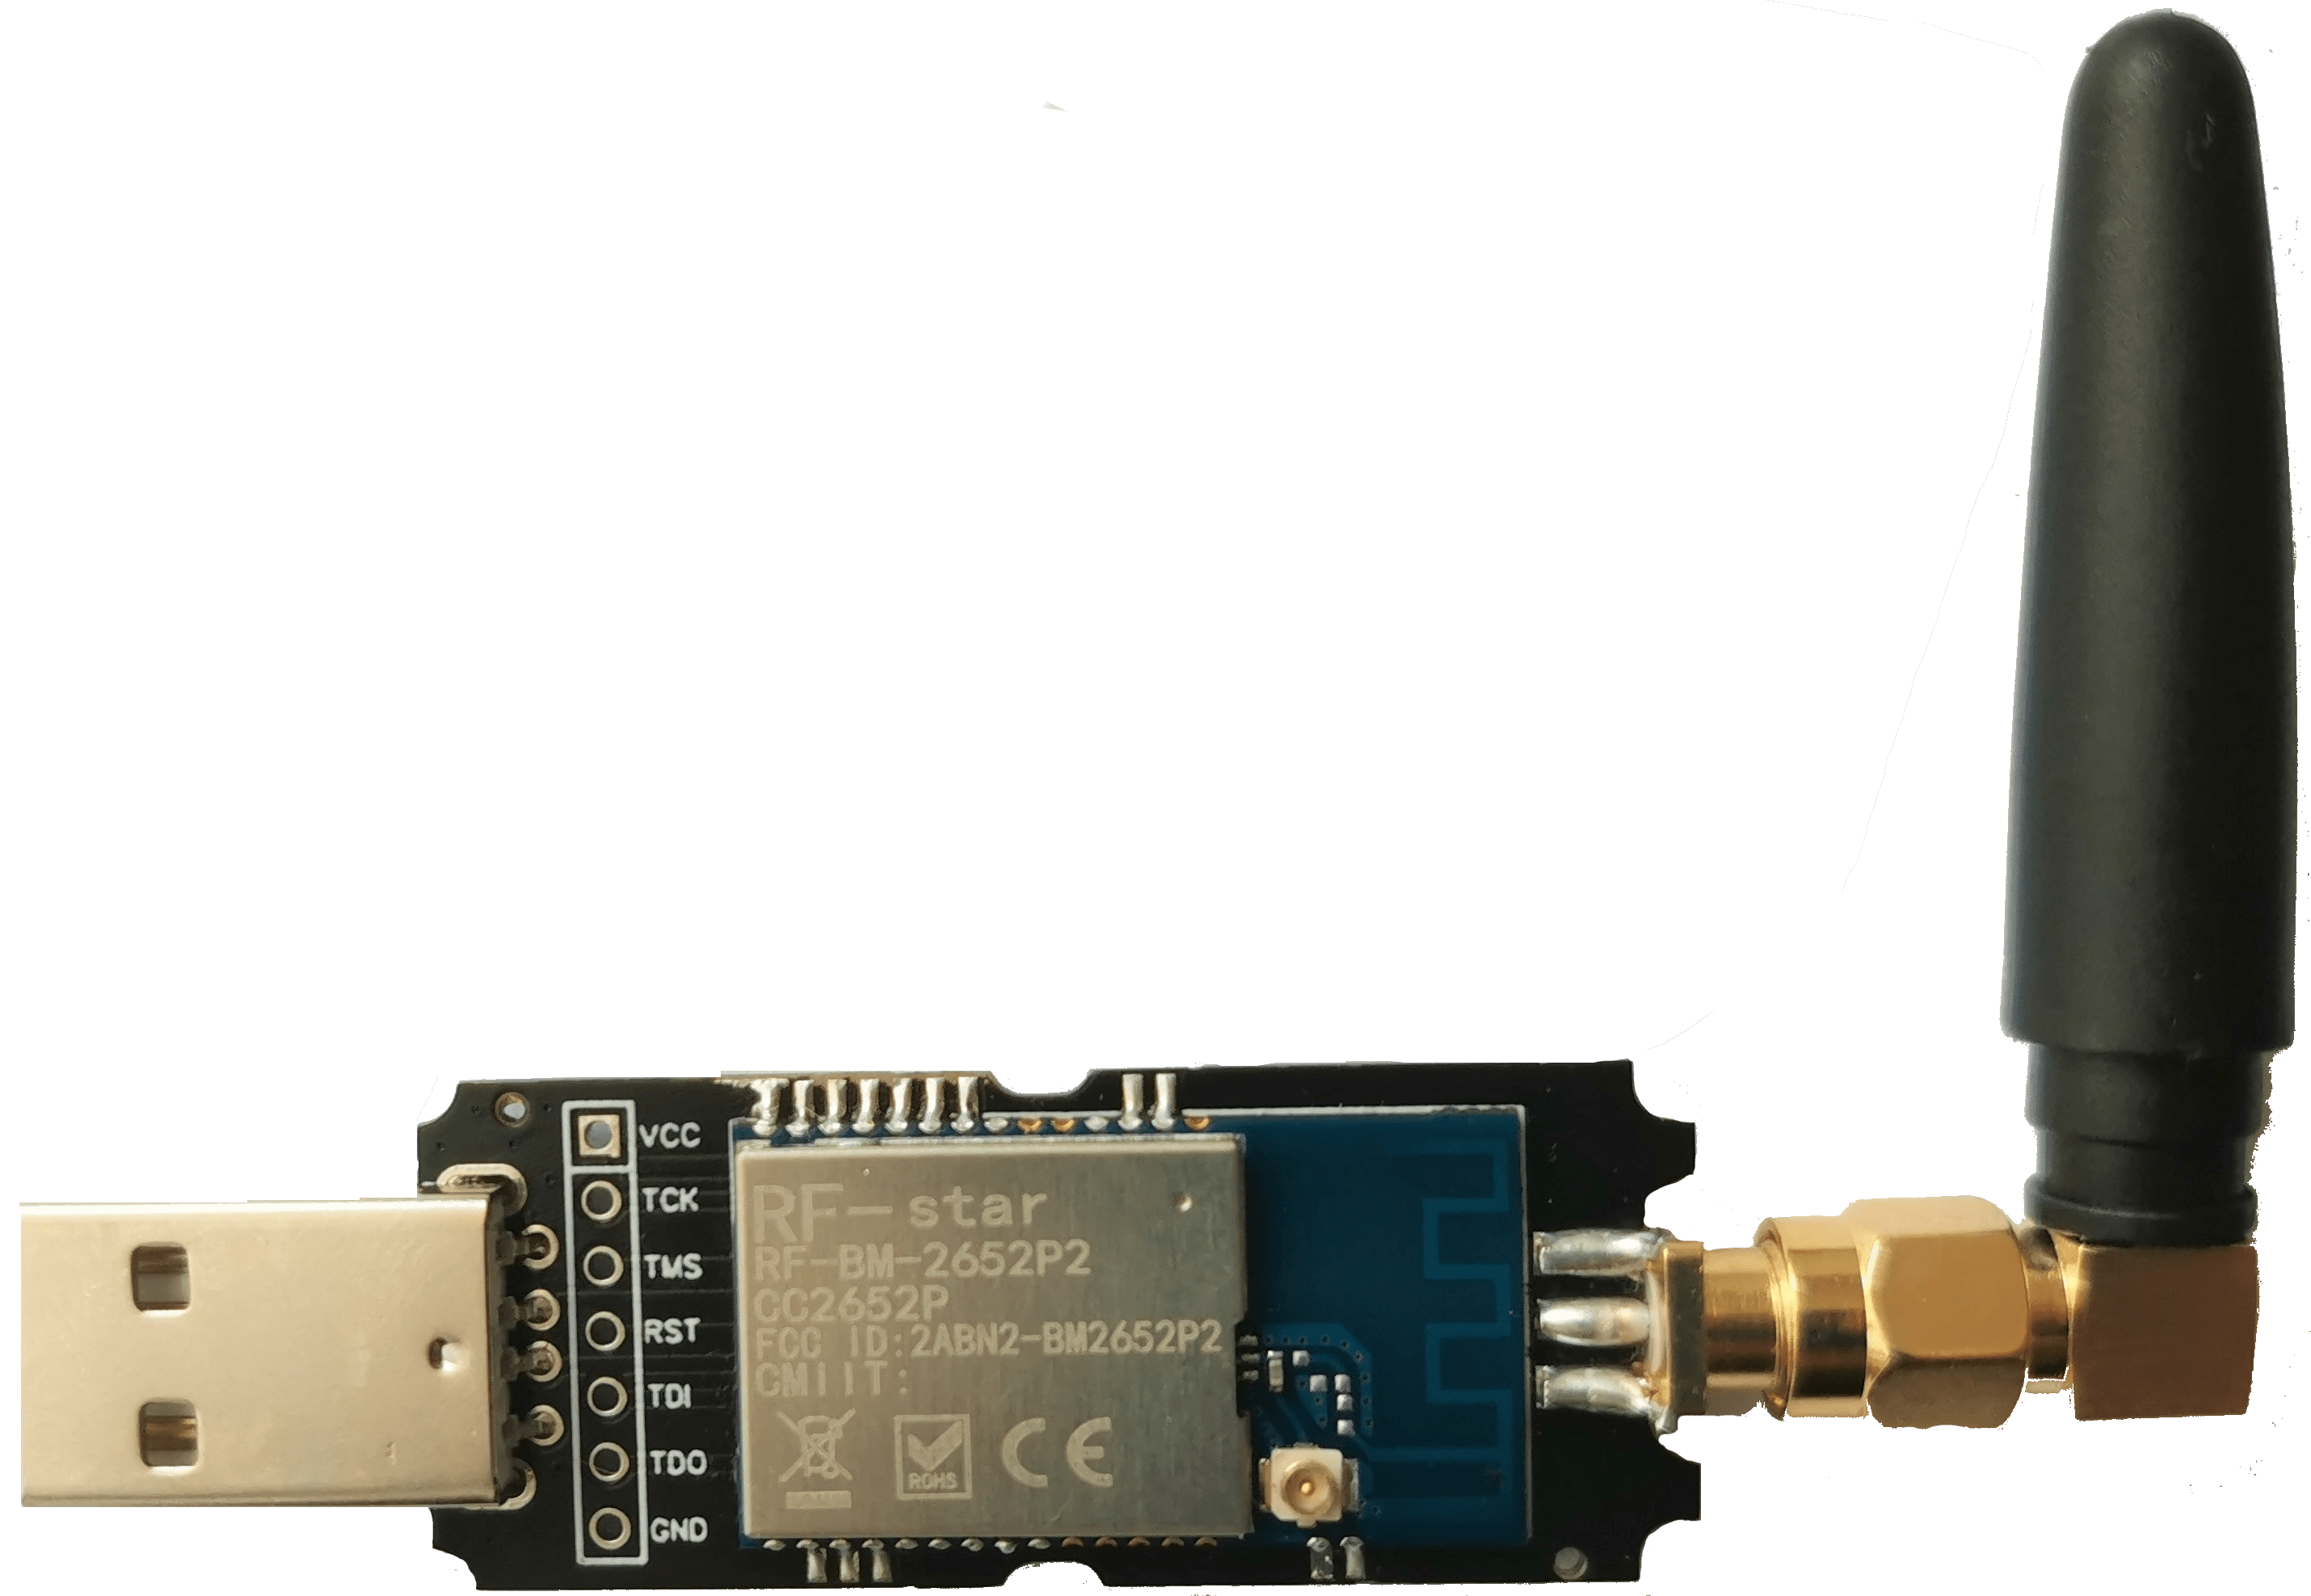 VCC
TCK
TMS
RST
TDI
TDO
GND
RF-star
RF-BM-2652P2
CC2652P
FCC ID:2ABN2-BM2652P2
CMIIT:
ROHS
CE